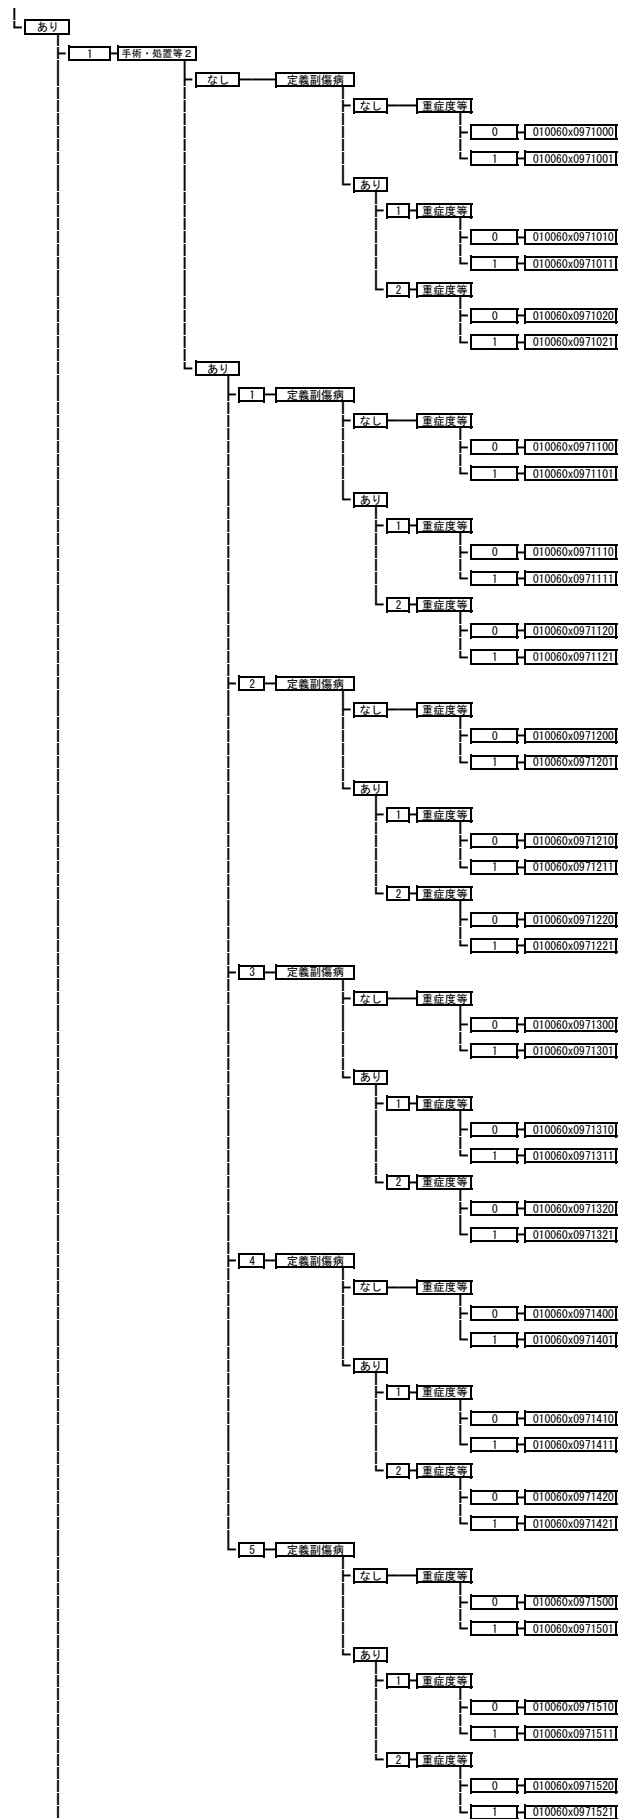 あり
1 手術・処置等2
なし 定義副傷病
なし 重症度等
0 010060x0971000
1 010060x0971001
あり
1 重症度等
0 010060x0971010
1 010060x0971011
2 重症度等
0 010060x0971020
1 010060x0971021
あり
1 定義副傷病
なし 重症度等
0 010060x0971100
1 010060x0971101
あり
1 重症度等
0 010060x0971110
1 010060x0971111
2 重症度等
0 010060x0971120
1 010060x0971121
2 定義副傷病
なし 重症度等
0 010060x0971200
1 010060x0971201
あり
1 重症度等
0 010060x0971210
1 010060x0971211
2 重症度等
0 010060x0971220
1 010060x0971221
3 定義副傷病
なし 重症度等
0 010060x0971300
1 010060x0971301
あり
1 重症度等
0 010060x0971310
1 010060x0971311
2 重症度等
0 010060x0971320
1 010060x0971321
4 定義副傷病
なし 重症度等
0 010060x0971400
1 010060x0971401
あり
1 重症度等
0 010060x0971410
1 010060x0971411
2 重症度等
0 010060x0971420
1 010060x0971421
5 定義副傷病
なし 重症度等
0 010060x0971500
1 010060x0971501
あり
1 重症度等
0 010060x0971510
1 010060x0971511
2 重症度等
0 010060x0971520
1 010060x0971521